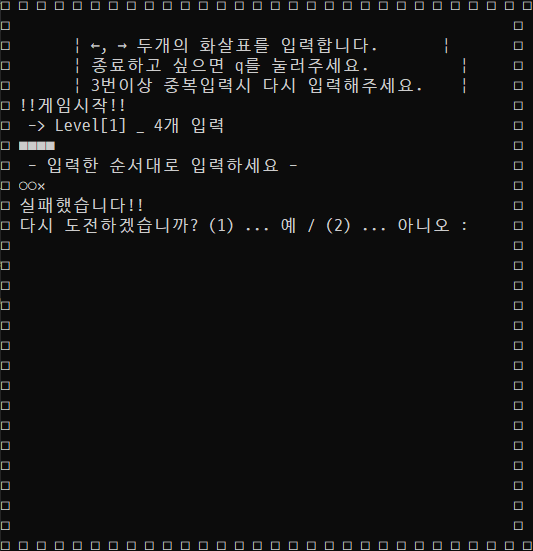 ¦ ←, → 두개의 화살표를 입력합니다. ¦
¦ 종료하고 싶으면 q를 눌러주세요. ¦
¦ 3번이상 중복입력시 다시 입력해주세요. ¦
!!게임시작!!
-> Level[1] _ 4개 입력
■■■■
- 입력한 순서대로 입력하세요 -
○○×
실패했습니다!!
다시 도전하겠습니까? (1) ... 예 / (2) ... 아니오 :